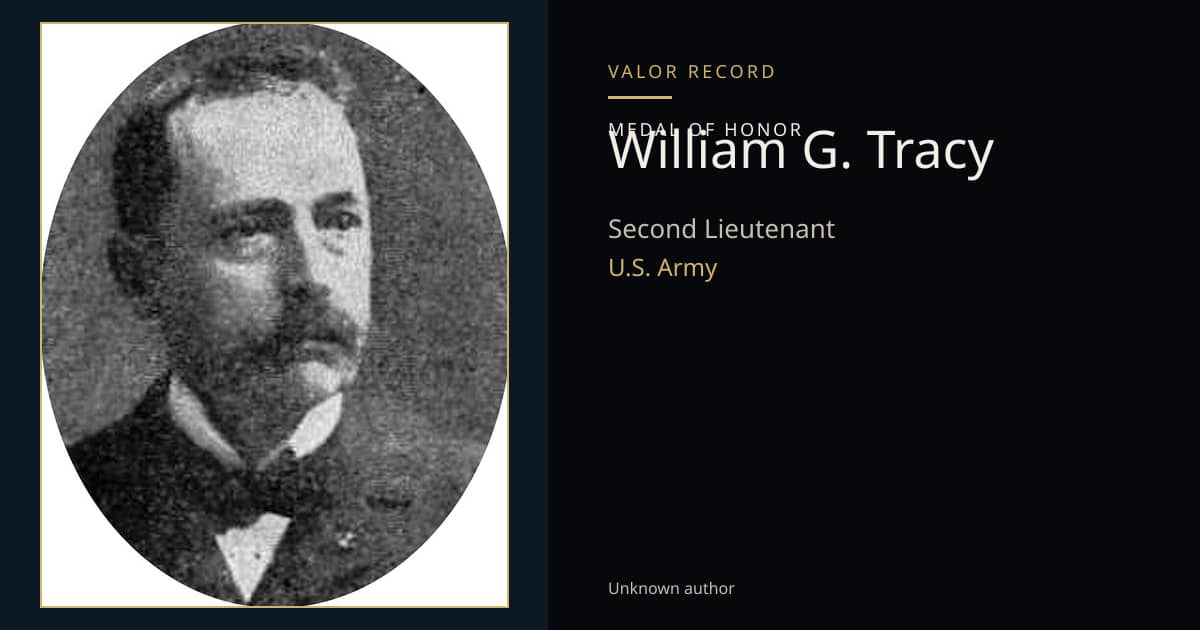 VALOR RECORD
MEDAL OF HONOR
William G. Tracy
Second Lieutenant
U.S. Army
Unknown author